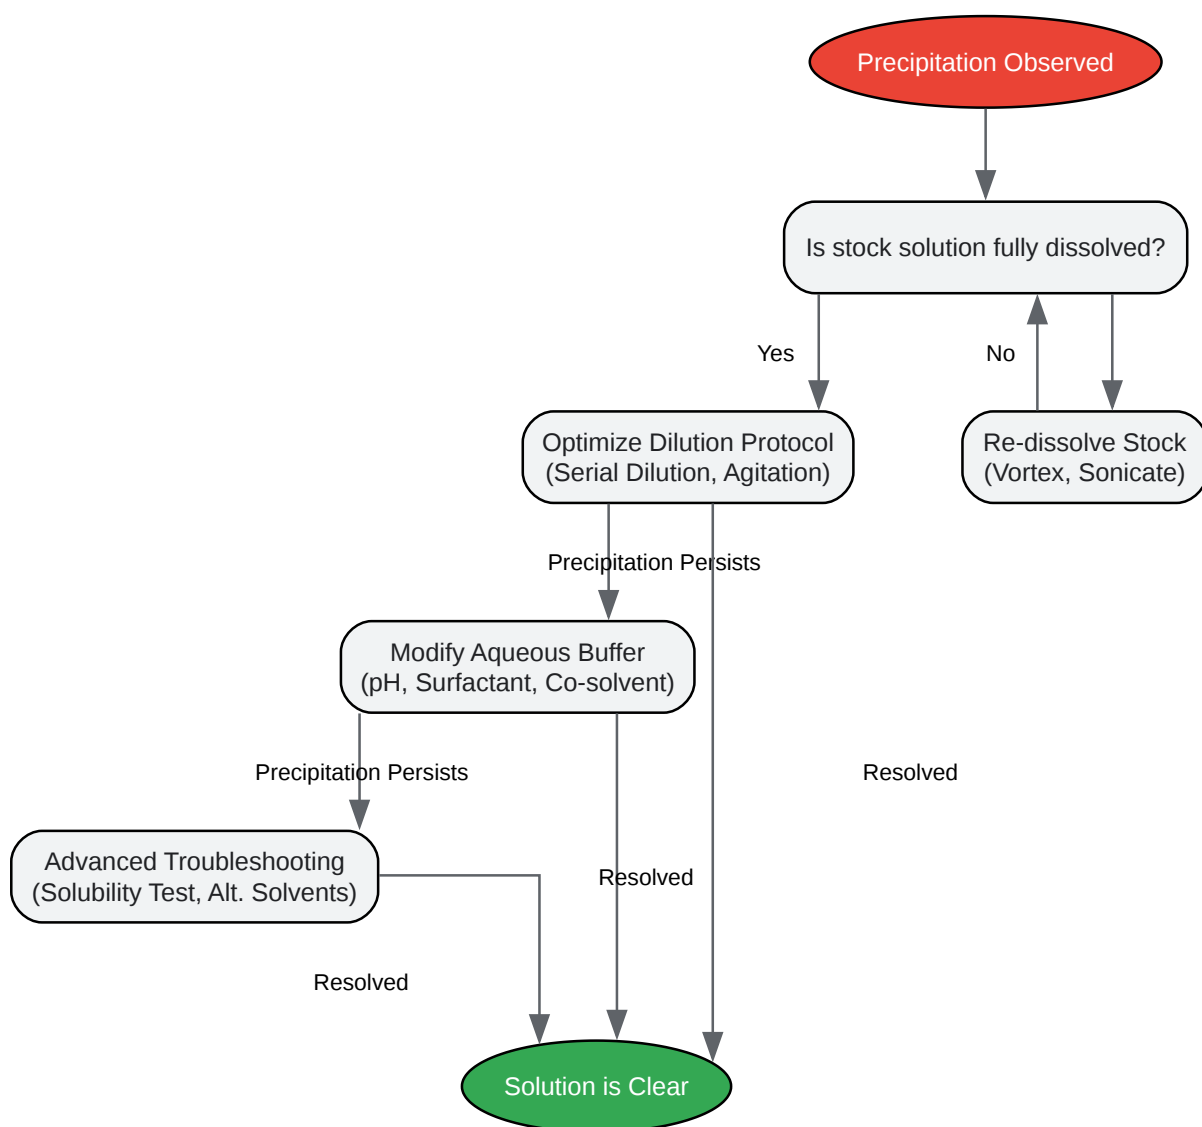 Precipitation Observed
Is stock solution fully dissolved?
Yes
No
Optimize Dilution Protocol
(Serial Dilution, Agitation)
Re-dissolve Stock
(Vortex, Sonicate)
Precipitation Persists
Modify Aqueous Buffer
(pH, Surfactant, Co-solvent)
Precipitation Persists
Resolved
Advanced Troubleshooting
(Solubility Test, Alt. Solvents)
Resolved
Resolved
Solution is Clear